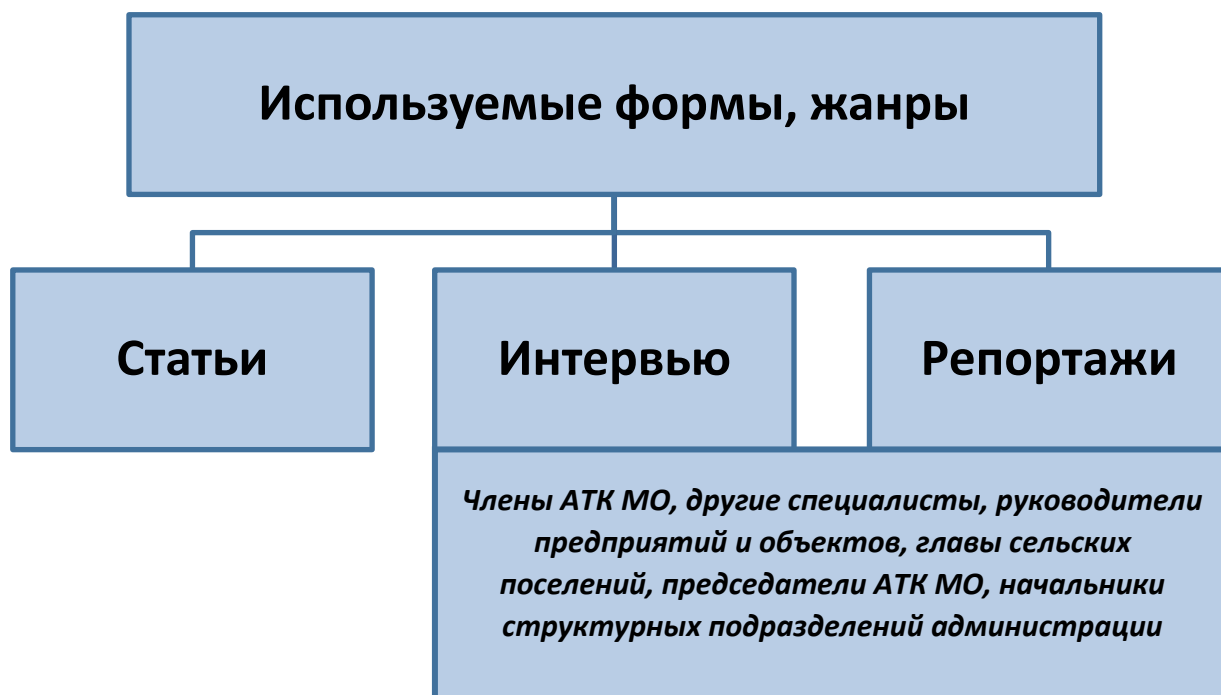 Используемые формы, жанры
Статьи
Интервью
Репортажи
Члены АТК МО, другие специалисты, руководители
предприятий и объектов, главы сельских
поселений, председатели АТК МО, начальники
структурных подразделений администрации